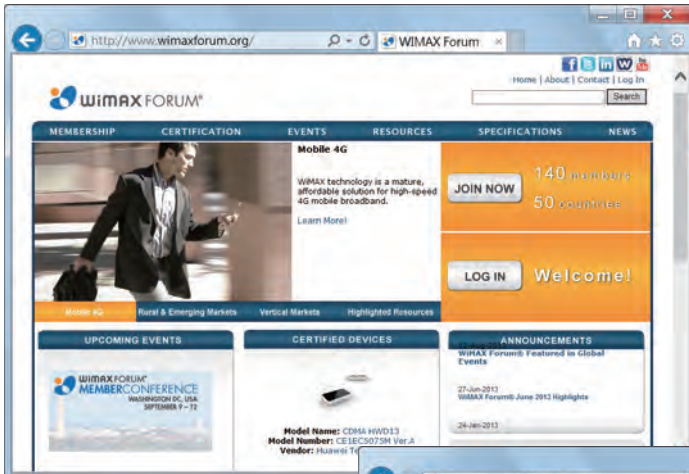 http://www.wimaxforum.org/
WIMAX Forum
Home | About | Contact | Log In
WiMAX FORUM®
Search
MEMBERSHIP CERTIFICATION EVENTS RESOURCES SPECIFICATIONS NEWS
Mobile 4G
WiMAX technology is a mature,
affordable solution for high-speed
4G mobile broadband.
Learn More!
JOIN NOW
140 members
50 countries
LOG IN
Welcome!
Mobile 4G Rural & Emerging Markets Vertical Markets Highlighted Resources
UPCOMING EVENTS
WiMAX FORUM®
MEMBERCONFERENCE
WASHINGTON DC, USA
SEPTEMBER 9 – 12
CERTIFIED DEVICES
Model Name: CDMA HWD13
Model Number: CE1EC5075M Ver.A
Vendor: Huawei
ANNOUNCEMENTS
WiMAX Forum® Featured in Global
Events
27-Jun-2013
WiMAX Forum® June 2013 Highlights
24-Jan-2013